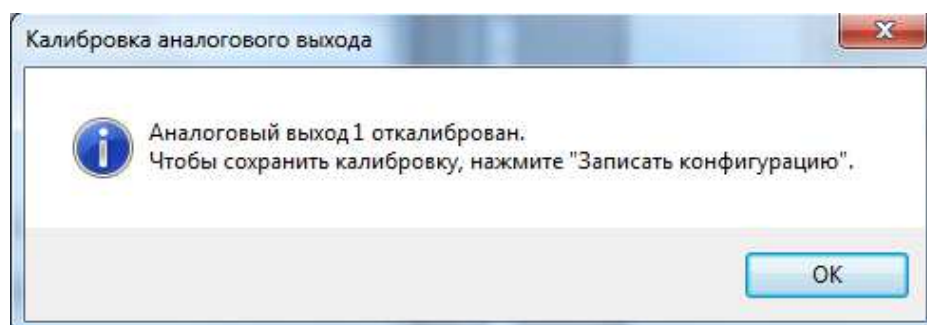 Калибровка аналогового выхода
Аналоговый выход 1 откалиброван.
Чтобы сохранить калибровку, нажмите "Записать конфигурацию".
OK